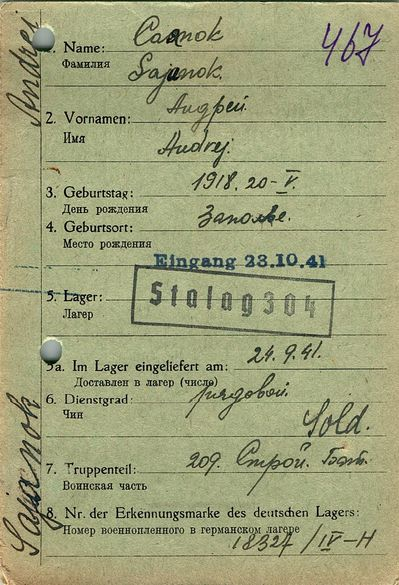 467
1. Name: Саянок
Фамилия Sajanok.
2. Vornamen: Андрей.
Имя Andrej.
3. Geburtstag: 1918. 20-V.
День рождения
4. Geburtsort: Заполье.
Место рождения
Eingang 23.10.41
5. Lager: Stalag 304
Лагер
5a. Im Lager eingeliefert am: 24.9.41.
Доставлен в лагер (число)
6. Dienstgrad: рядовой.
Чин Sold.
7. Truppenteil: 209. Строй. Бат.
Воинская часть
8. Nr. der Erkennungsmarke des deutschen Lagers:
Номер военнопленного в германском лагере
18327/IV-H
Andrej
Sajanok